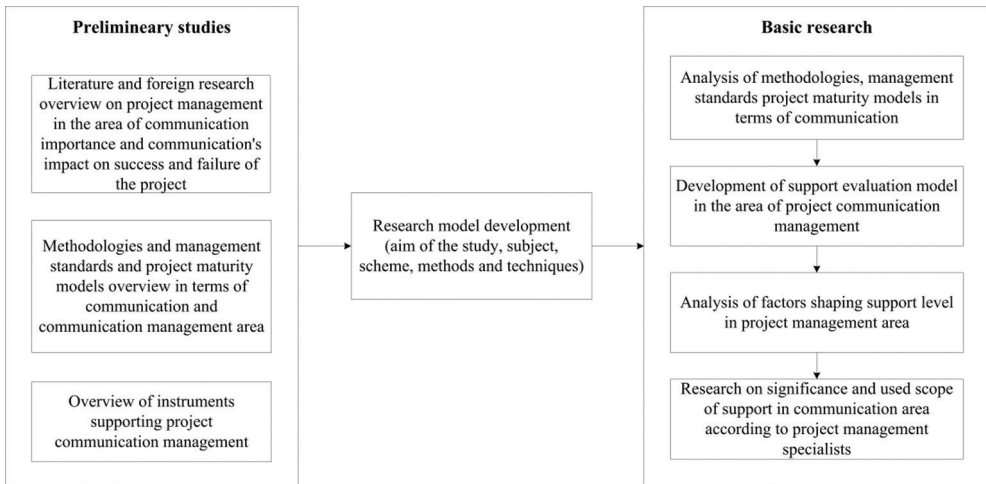 Prelimineary studies
Literature and foreign research
overview on project management
in the area of communication
importance and communication's
impact on success and failure of
the project
Methodologies and management
standards and project maturity
models overview in terms of
communication and
communication management area
Overview of instruments
supporting project
communication management
Research model development
(aim of the study, subject,
scheme, methods and techniques)
Basic research
Analysis of methodologies, management
standards project maturity models in
terms of communication
Development of support evaluation model
in the area of project communication
management
Analysis of factors shaping support level
in project management area
Research on significance and used scope
of support in communication area
according to project management
specialists